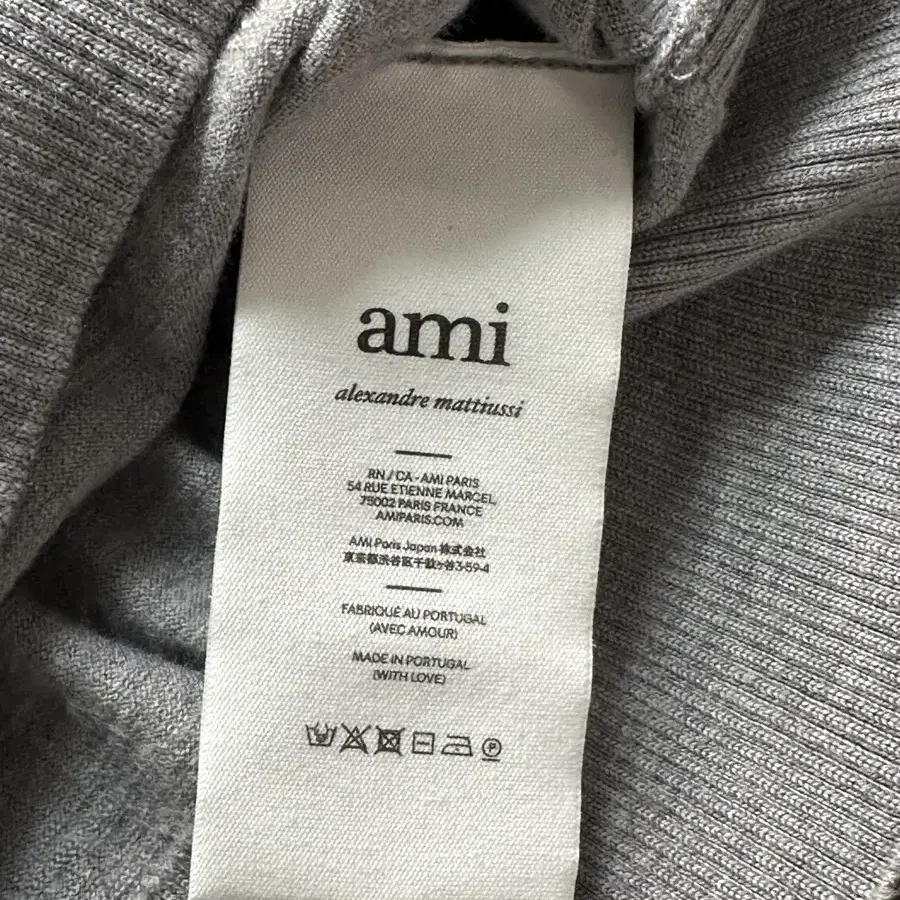 ami
alexandre mattiussi
RN / CA - AMI PARIS
54 RUE ETIENNE MARCEL,
75002 PARIS FRANCE
AMIPARIS.COM
AMI Paris Japan 株式会社
東京都渋谷区千駄ヶ谷3-59-4
FABRIQUÉ AU PORTUGAL
(AVEC AMOUR)
MADE IN PORTUGAL
(WITH LOVE)
P